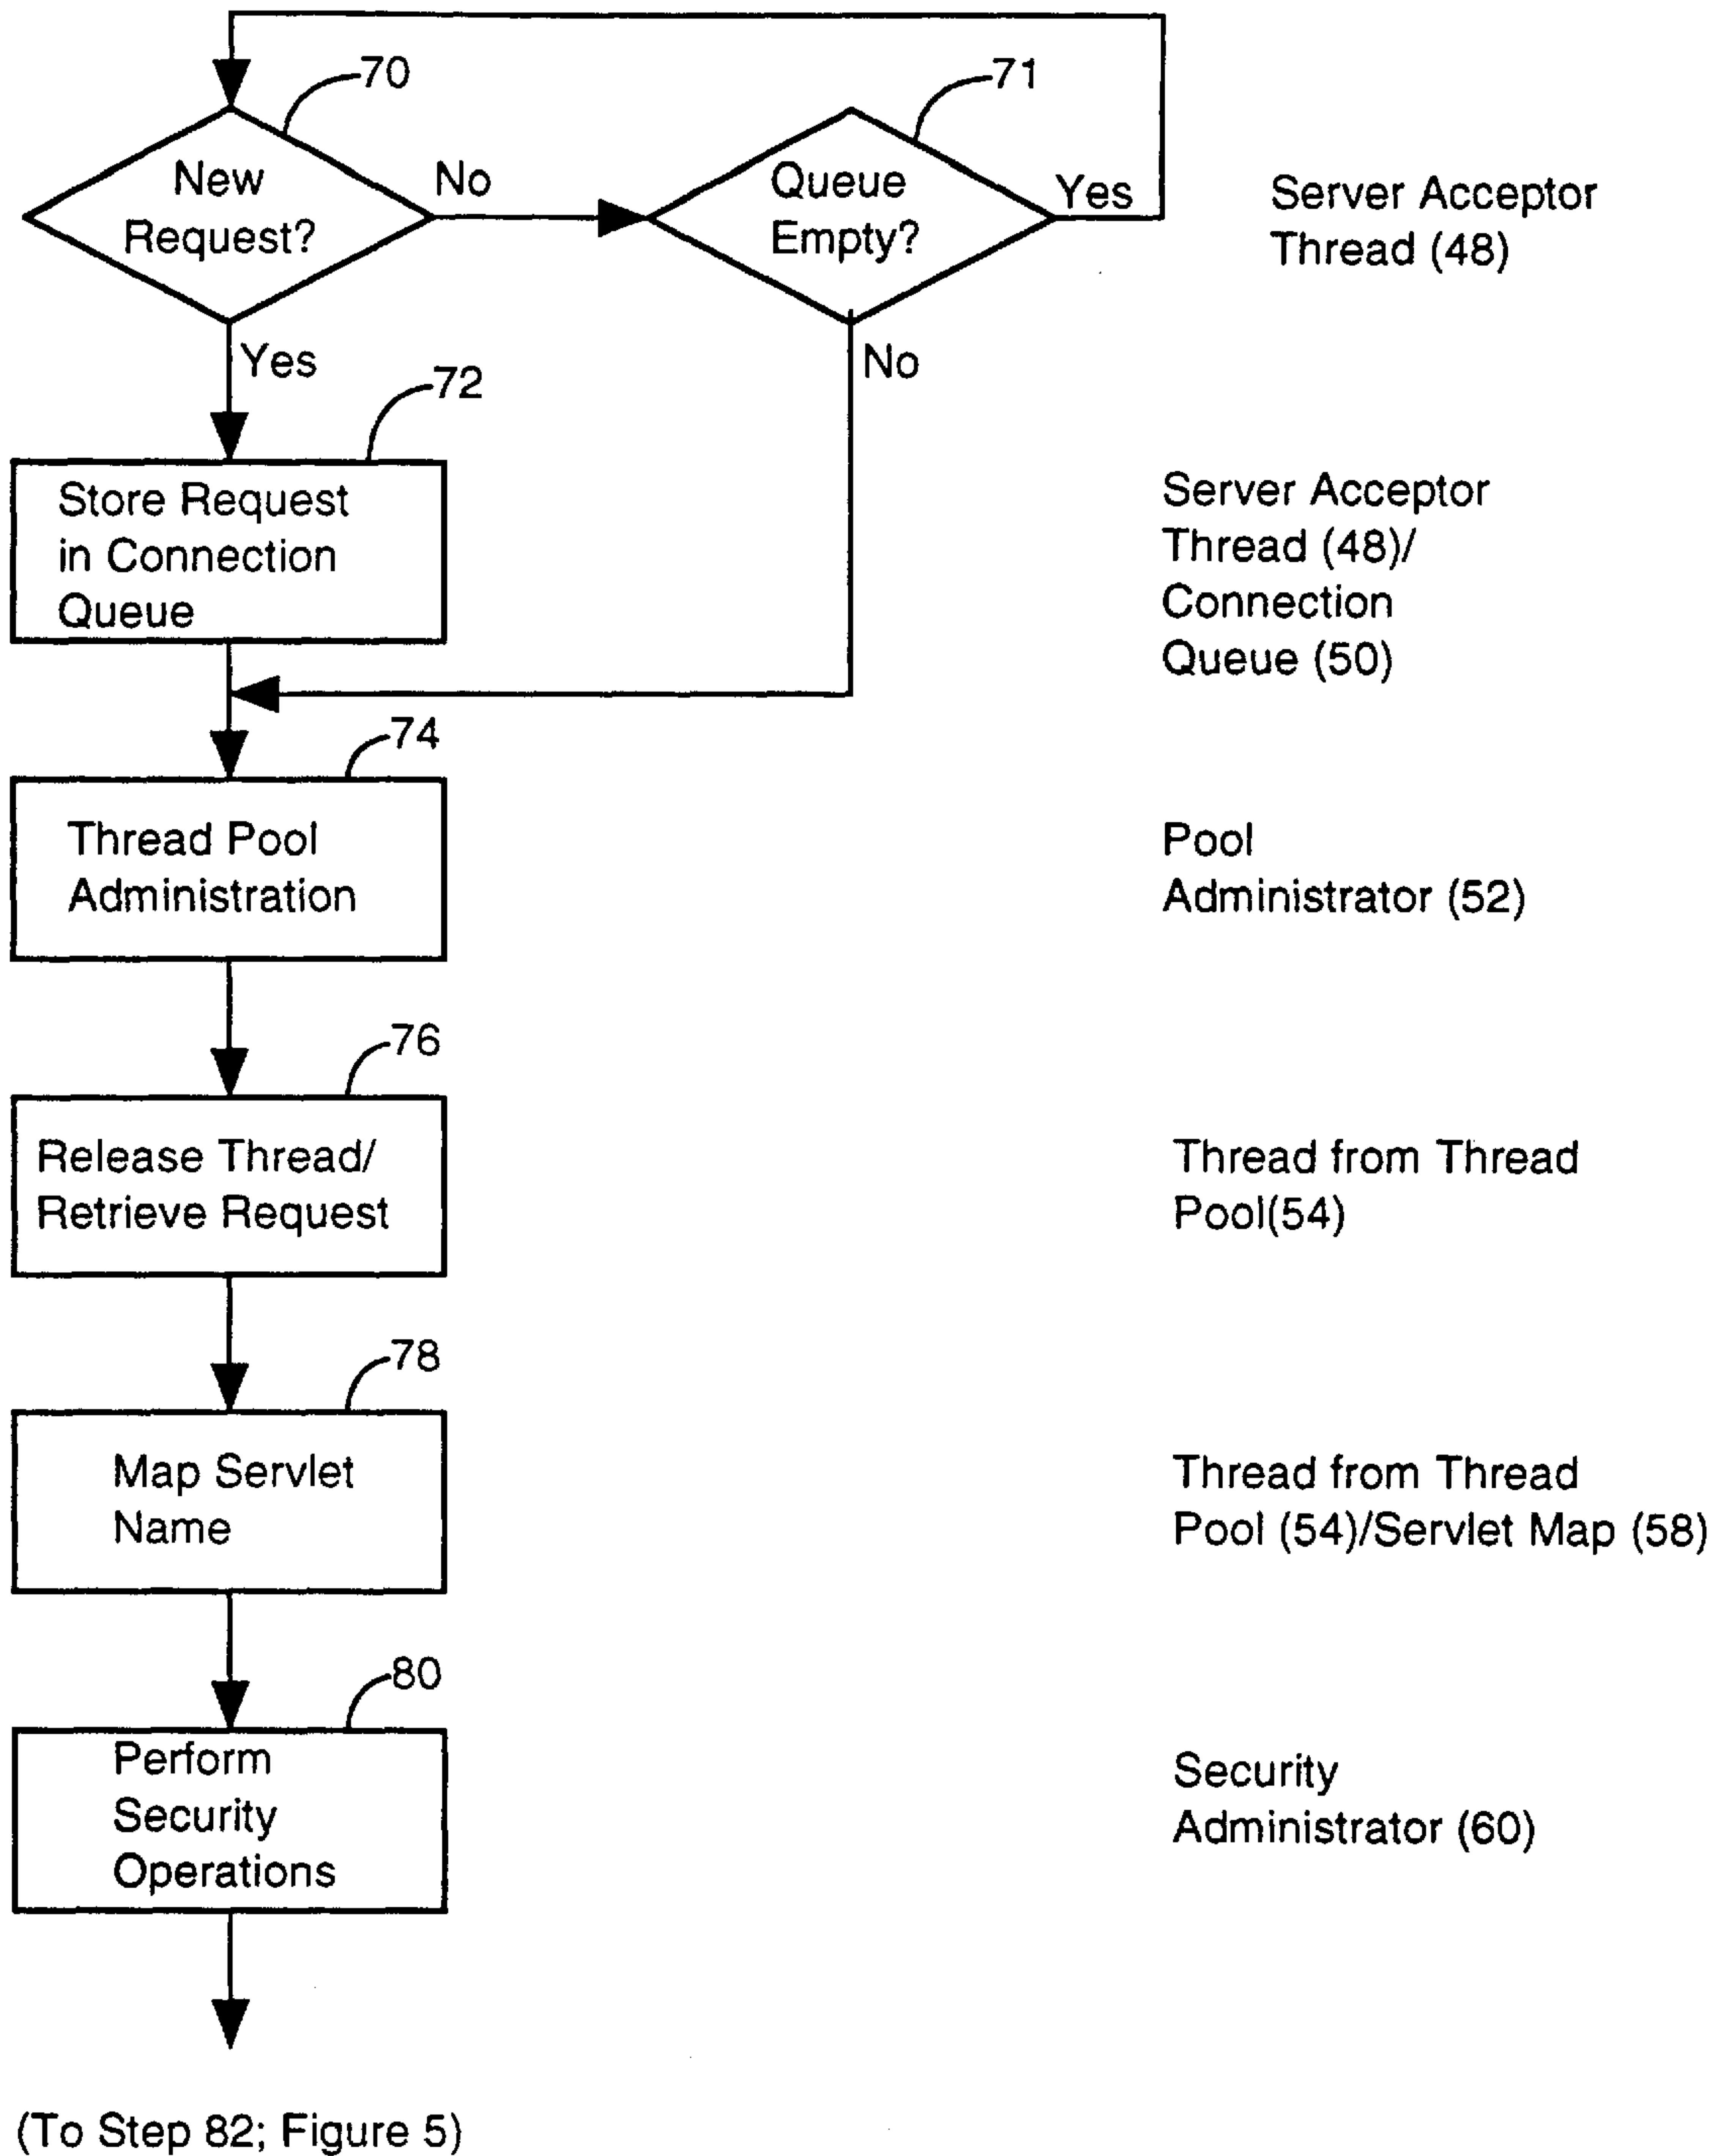 70
71
New
Request?
No
Queue
Empty?
Yes
Server Acceptor
Thread (48)
Yes
No
72
Store Request
in Connection
Queue
Server Acceptor
Thread (48)/
Connection
Queue (50)
74
Thread Pool
Administration
Pool
Administrator (52)
76
Release Thread/
Retrieve Request
Thread from Thread
Pool(54)
78
Map Servlet
Name
Thread from Thread
Pool (54)/Servlet Map (58)
80
Perform
Security
Operations
Security
Administrator (60)
(To Step 82; Figure 5)